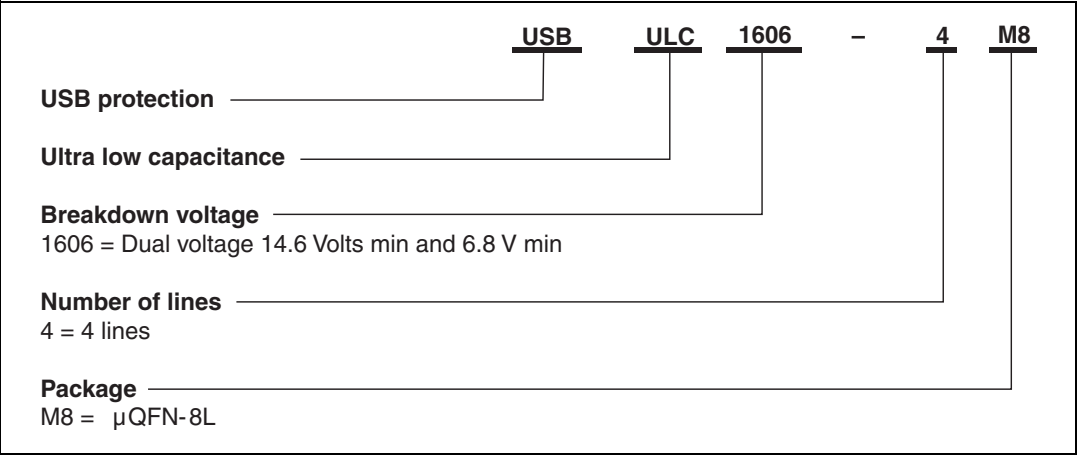 USB ULC 1606 – 4 M8
USB protection
Ultra low capacitance
Breakdown voltage
1606 = Dual voltage 14.6 Volts min and 6.8 V min
Number of lines
4 = 4 lines
Package
M8 = µQFN-8L